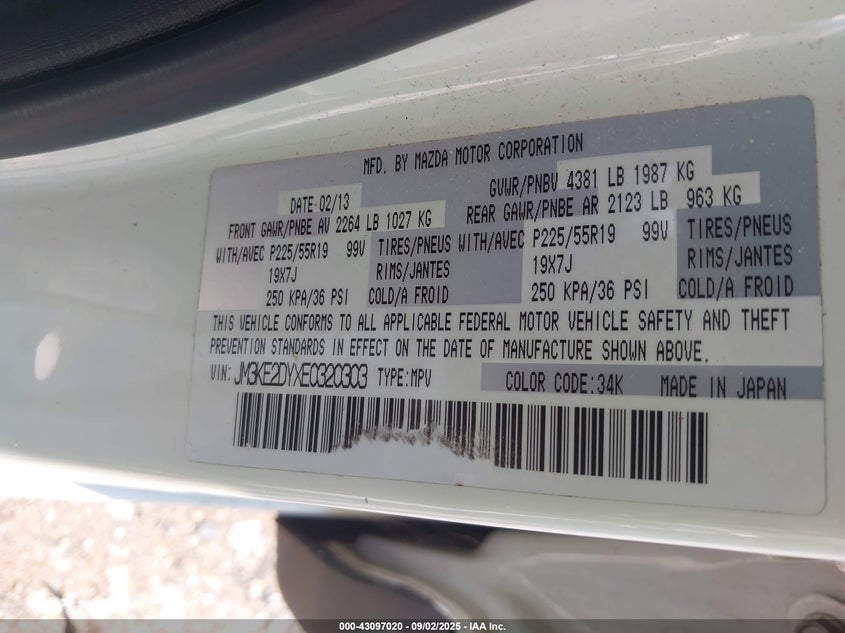 MFD. BY MAZDA MOTOR CORPORATION
DATE 02/13 GVWR/PNBV 4381 LB 1987 KG
FRONT GAWR/PNBE AV 2264 LB 1027 KG REAR GAWR/PNBE AR 2123 LB 963 KG
WITH/AVEC P225/55R19 99V TIRES/PNEUS WITH/AVEC P225/55R19 99V TIRES/PNEUS
19X7J RIMS/JANTES 19X7J RIMS/JANTES
250 KPA/36 PSI COLD/A FROID 250 KPA/36 PSI COLD/A FROID
THIS VEHICLE CONFORMS TO ALL APPLICABLE FEDERAL MOTOR VEHICLE SAFETY AND THEFT
PREVENTION STANDARDS IN EFFECT ON THE DATE OF MANUFACTURE SHOWN ABOVE.
VIN: JM3KE2DYXE0320303 TYPE:MPV COLOR CODE:34K MADE IN JAPAN
000-43097020 - 09/02/2025 - IAA Inc.